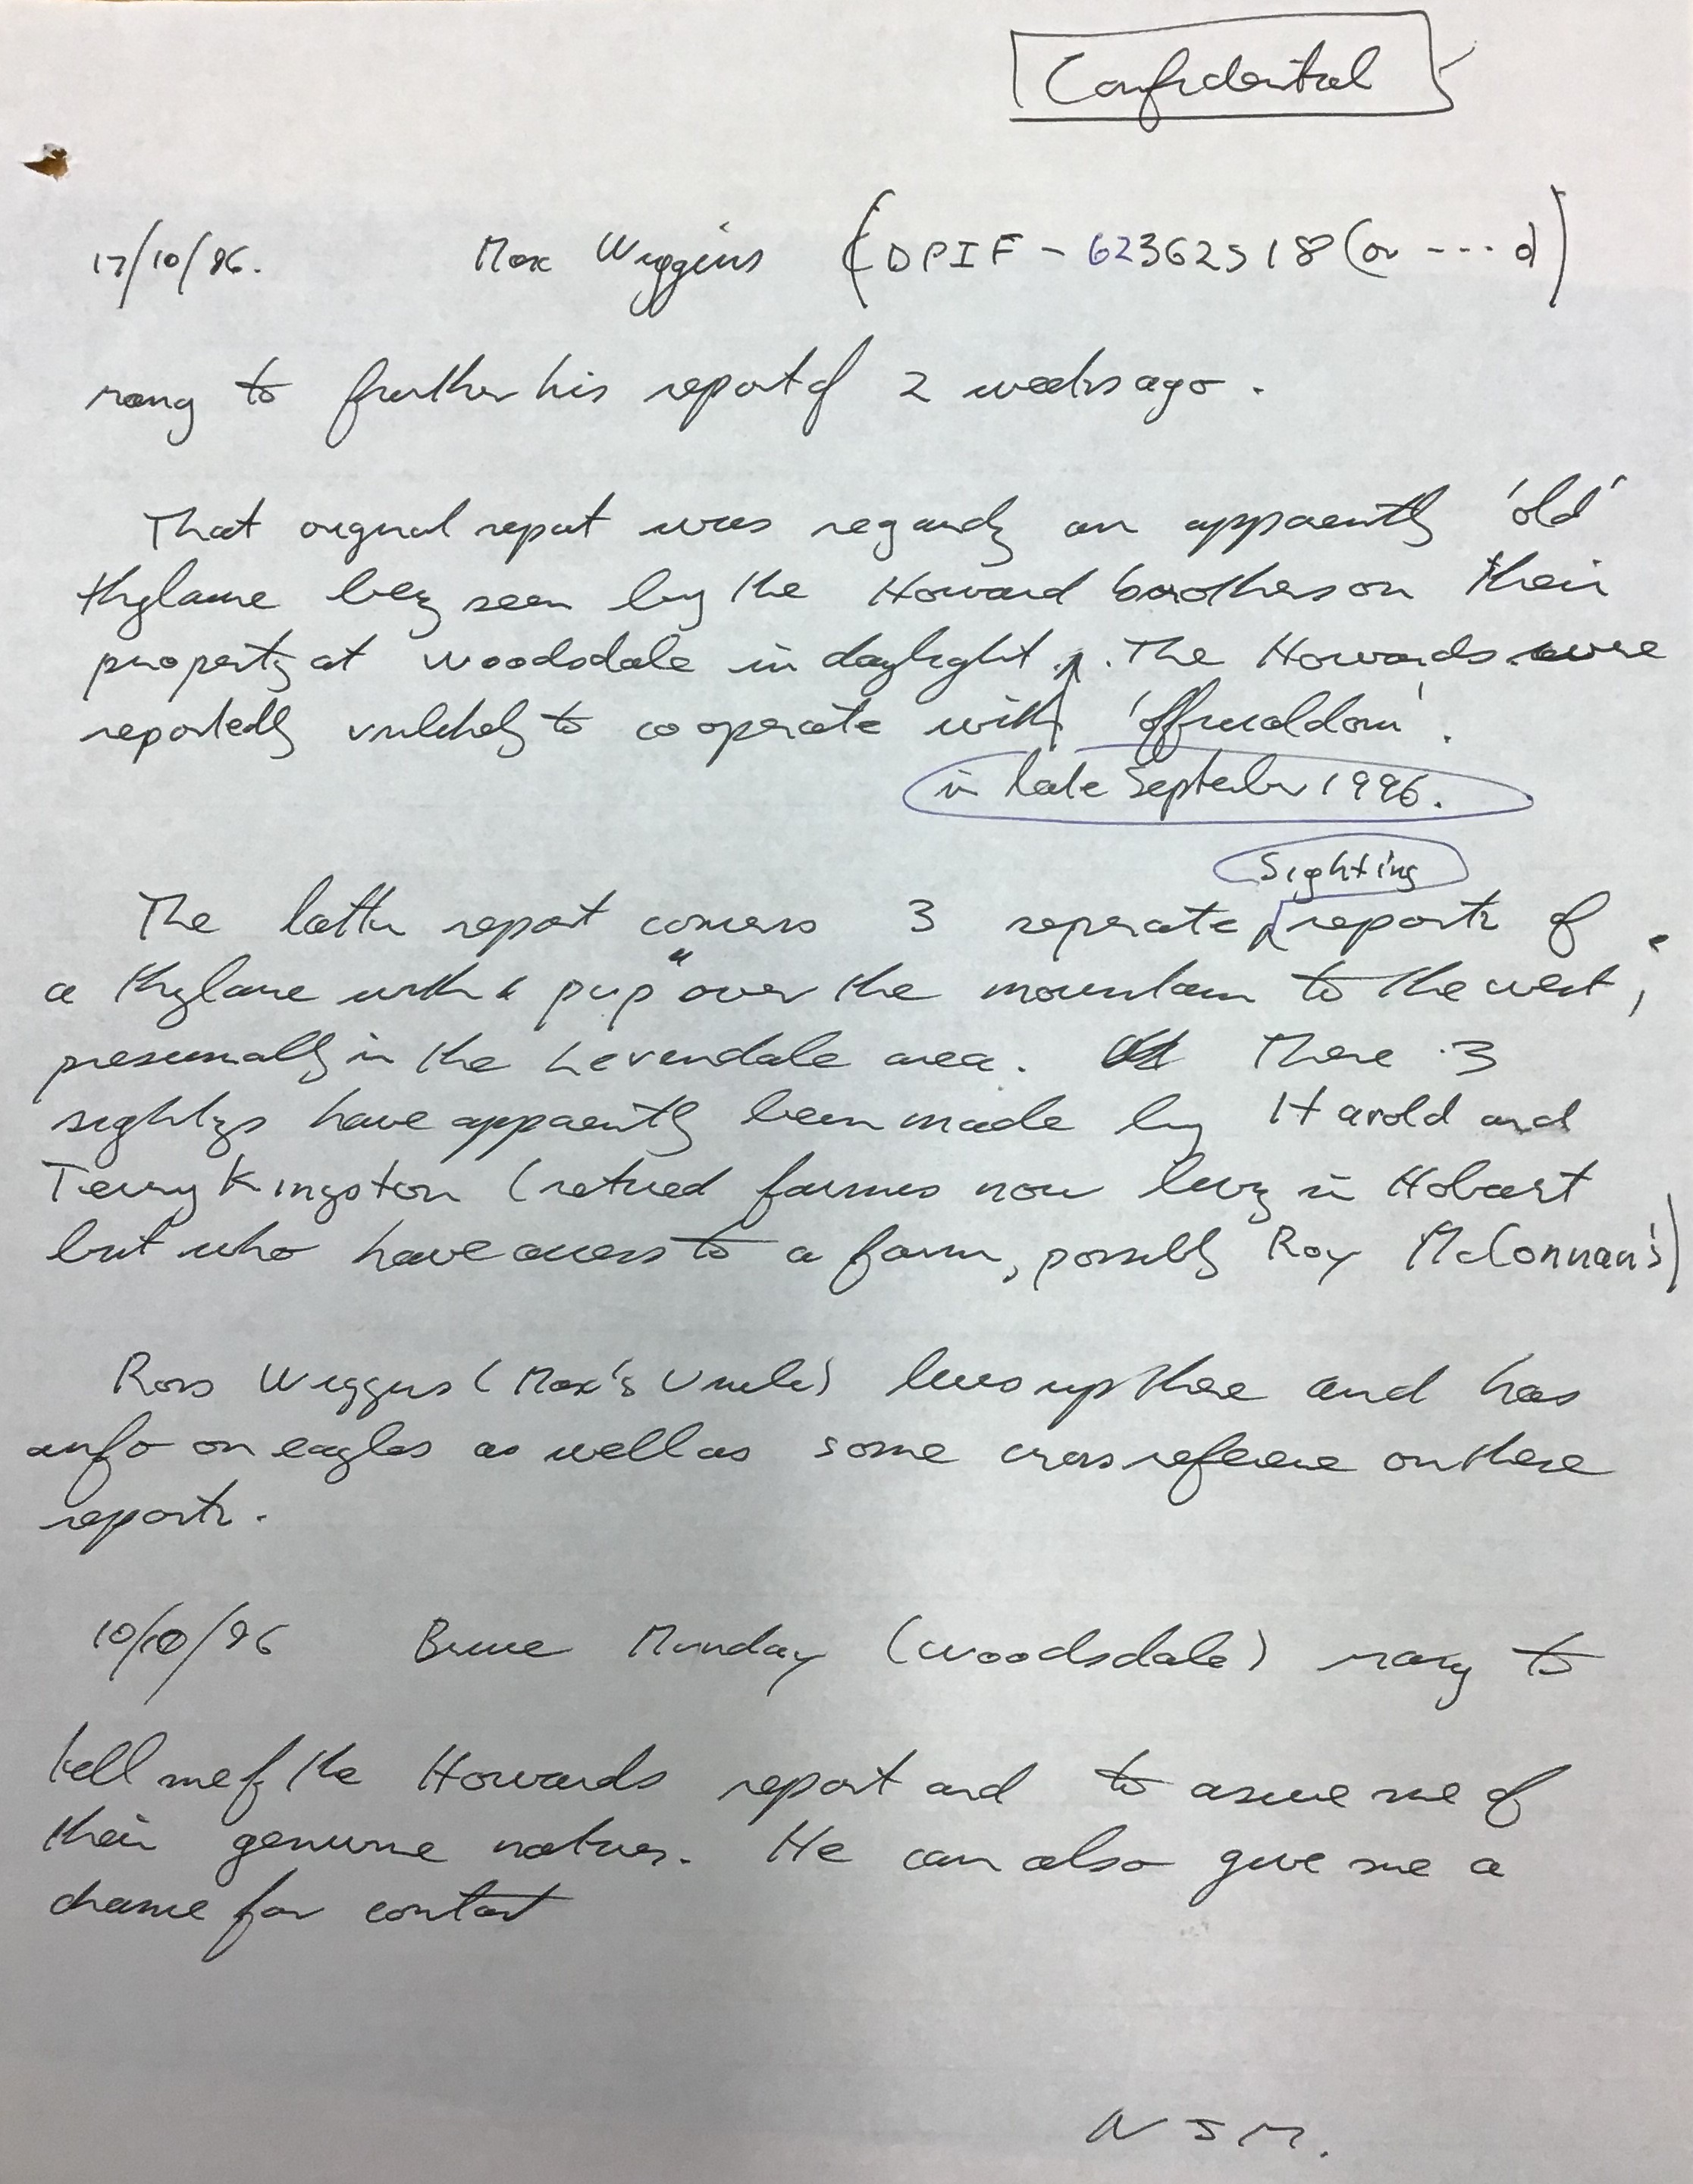 Confidential
17/10/96. Max Wiggins (DPIF - 62362518 (or ---- d)
rang to further his report of 2 weeks ago.
That original report was regarding an apparently 'old'
thylacine being seen by the Howard brothers on their
property at Woodsdale in daylight. The Howards were
reportedly unlikely to cooperate with 'officialdom'.
in late September 1996.
Sighting
The latter report concerns 3 seperate reports of
a thylacine with a "pup" over the mountain to the west,
presumably in the Levendale area. These 3
sightings have apparently been made by Harold and
Terry Kingston (retired farmers now living in Hobart
but who have access to a farm, possibly Roy McConnan's)
Ross Wiggins (Max's Uncle) lives up there and has
info on eagles as well as some cross reference on these
reports.
10/10/96 Bruce Munday (Woodsdale) rang to
tell me of the Howards report and to assure me of
their genuine natures. He can also give me a
chance for contact
NJM.